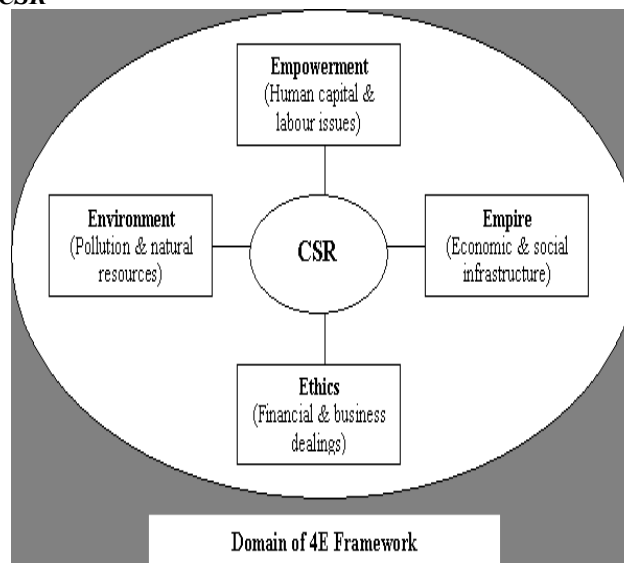 CSR
Empowerment
(Human capital &
labour issues)
Environment
(Pollution & natural
resources)
CSR
Empire
(Economic & social
infrastructure)
Ethics
(Financial & business
dealings)
Domain of 4E Framework